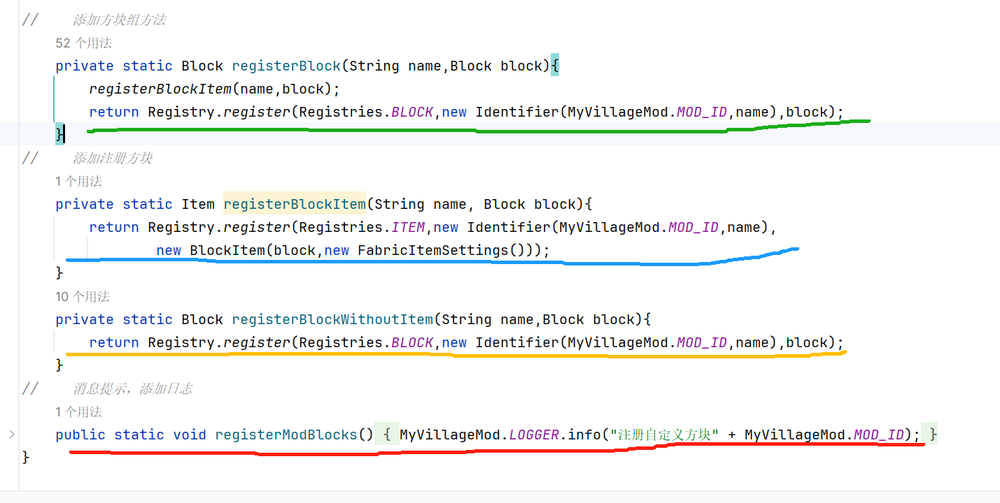 //    添加方块组方法
52 个用法
private static Block registerBlock(String name,Block block){
registerBlockItem(name,block);
return Registry.register(Registries.BLOCK,new Identifier(MyVillageMod.MOD_ID,name),block);
}
//    添加注册方块
1 个用法
private static Item registerBlockItem(String name, Block block){
return Registry.register(Registries.ITEM,new Identifier(MyVillageMod.MOD_ID,name),
new BlockItem(block,new FabricItemSettings()));
}
10 个用法
private static Block registerBlockWithoutItem(String name,Block block){
return Registry.register(Registries.BLOCK,new Identifier(MyVillageMod.MOD_ID,name),block);
}
//    消息提示，添加日志
1 个用法
public static void registerModBlocks() { MyVillageMod.LOGGER.info("注册自定义方块" + MyVillageMod.MOD_ID); }
}